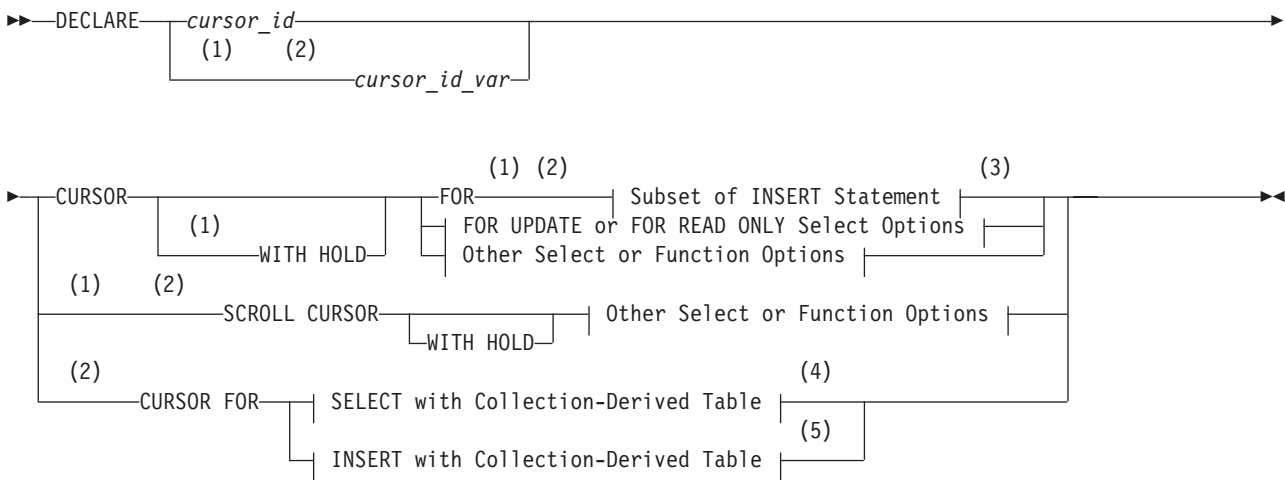 DECLARE cursor_id
(1) (2)
cursor_id_var
(1) (2) (3)
CURSOR FOR Subset of INSERT Statement
(1) FOR UPDATE or FOR READ ONLY Select Options
WITH HOLD Other Select or Function Options
(1) (2)
SCROLL CURSOR Other Select or Function Options
WITH HOLD
(2) (4)
CURSOR FOR SELECT with Collection-Derived Table
(5)
INSERT with Collection-Derived Table